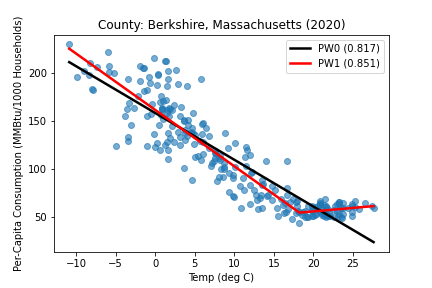 County: Berkshire, Massachusetts (2020)
PW0 (0.817)
PW1 (0.851)
Per-Capita Consumption (MMBtu/1000 Households)
200
150
100
50
−10 −5 0 5 10 15 20 25
Temp (deg C)